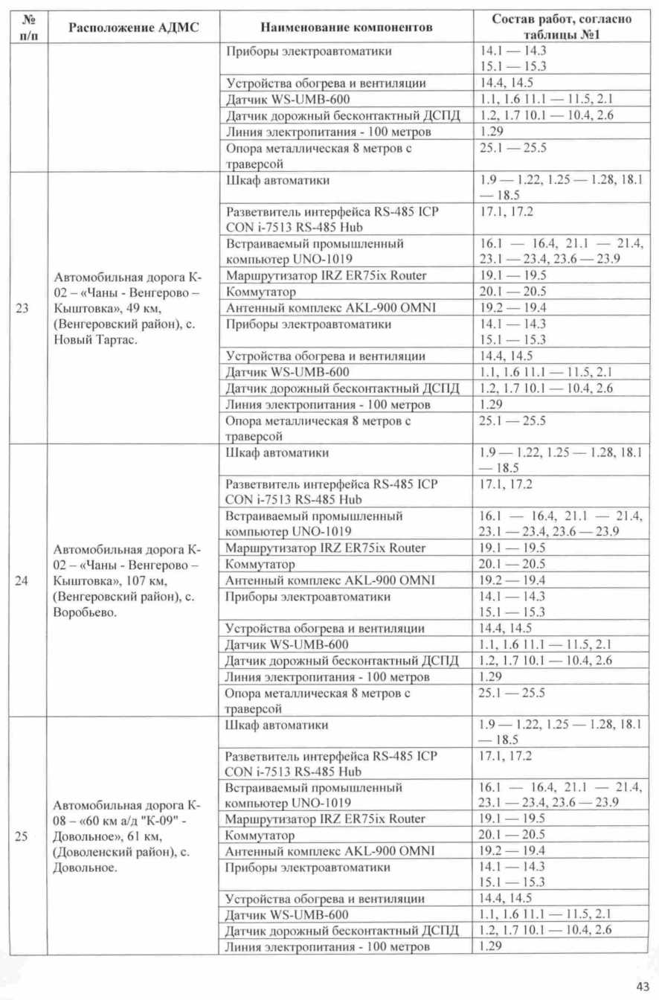 №
п/п
Расположение АДМС
Наименование компонентов
Состав работ, согласно
таблицы №1
Приборы электроавтоматики
14.1 — 14.3
15.1 — 15.3
Устройства обогрева и вентиляции
14.4, 14.5
Датчик WS-UMB-600
1.1, 1.6 11.1 — 11.5, 2.1
Датчик дорожный бесконтактный ДСПД
1.2, 1.7 10.1 — 10.4, 2.6
Линия электропитания - 100 метров
1.29
Опора металлическая 8 метров с
траверсой
25.1 — 25.5
23
Автомобильная дорога К-
02 – «Чаны - Венгерово –
Кыштовка», 49 км,
(Венгеровский район), с.
Новый Тартас.
Шкаф автоматики
1.9 — 1.22, 1.25 — 1.28, 18.1
— 18.5
Разветвитель интерфейса RS-485 ICP
CON i-7513 RS-485 Hub
17.1, 17.2
Встраиваемый промышленный
компьютер UNO-1019
16.1 — 16.4, 21.1 — 21.4,
23.1 — 23.4, 23.6 — 23.9
Маршрутизатор IRZ ER75ix Router
19.1 — 19.5
Коммутатор
20.1 — 20.5
Антенный комплекс AKL-900 OMNI
19.2 — 19.4
Приборы электроавтоматики
14.1 — 14.3
15.1 — 15.3
Устройства обогрева и вентиляции
14.4, 14.5
Датчик WS-UMB-600
1.1, 1.6 11.1 — 11.5, 2.1
Датчик дорожный бесконтактный ДСПД
1.2, 1.7 10.1 — 10.4, 2.6
Линия электропитания - 100 метров
1.29
Опора металлическая 8 метров с
траверсой
25.1 — 25.5
24
Автомобильная дорога К-
02 – «Чаны - Венгерово –
Кыштовка», 107 км,
(Венгеровский район), с.
Воробьево.
Шкаф автоматики
1.9 — 1.22, 1.25 — 1.28, 18.1
— 18.5
Разветвитель интерфейса RS-485 ICP
CON i-7513 RS-485 Hub
17.1, 17.2
Встраиваемый промышленный
компьютер UNO-1019
16.1 — 16.4, 21.1 — 21.4,
23.1 — 23.4, 23.6 — 23.9
Маршрутизатор IRZ ER75ix Router
19.1 — 19.5
Коммутатор
20.1 — 20.5
Антенный комплекс AKL-900 OMNI
19.2 — 19.4
Приборы электроавтоматики
14.1 — 14.3
15.1 — 15.3
Устройства обогрева и вентиляции
14.4, 14.5
Датчик WS-UMB-600
1.1, 1.6 11.1 — 11.5, 2.1
Датчик дорожный бесконтактный ДСПД
1.2, 1.7 10.1 — 10.4, 2.6
Линия электропитания - 100 метров
1.29
Опора металлическая 8 метров с
траверсой
25.1 — 25.5
25
Автомобильная дорога К-
08 – «60 км а/д "К-09" -
Довольное», 61 км,
(Доволенский район), с.
Довольное.
Шкаф автоматики
1.9 — 1.22, 1.25 — 1.28, 18.1
— 18.5
Разветвитель интерфейса RS-485 ICP
CON i-7513 RS-485 Hub
17.1, 17.2
Встраиваемый промышленный
компьютер UNO-1019
16.1 — 16.4, 21.1 — 21.4,
23.1 — 23.4, 23.6 — 23.9
Маршрутизатор IRZ ER75ix Router
19.1 — 19.5
Коммутатор
20.1 — 20.5
Антенный комплекс AKL-900 OMNI
19.2 — 19.4
Приборы электроавтоматики
14.1 — 14.3
15.1 — 15.3
Устройства обогрева и вентиляции
14.4, 14.5
Датчик WS-UMB-600
1.1, 1.6 11.1 — 11.5, 2.1
Датчик дорожный бесконтактный ДСПД
1.2, 1.7 10.1 — 10.4, 2.6
Линия электропитания - 100 метров
1.29
43